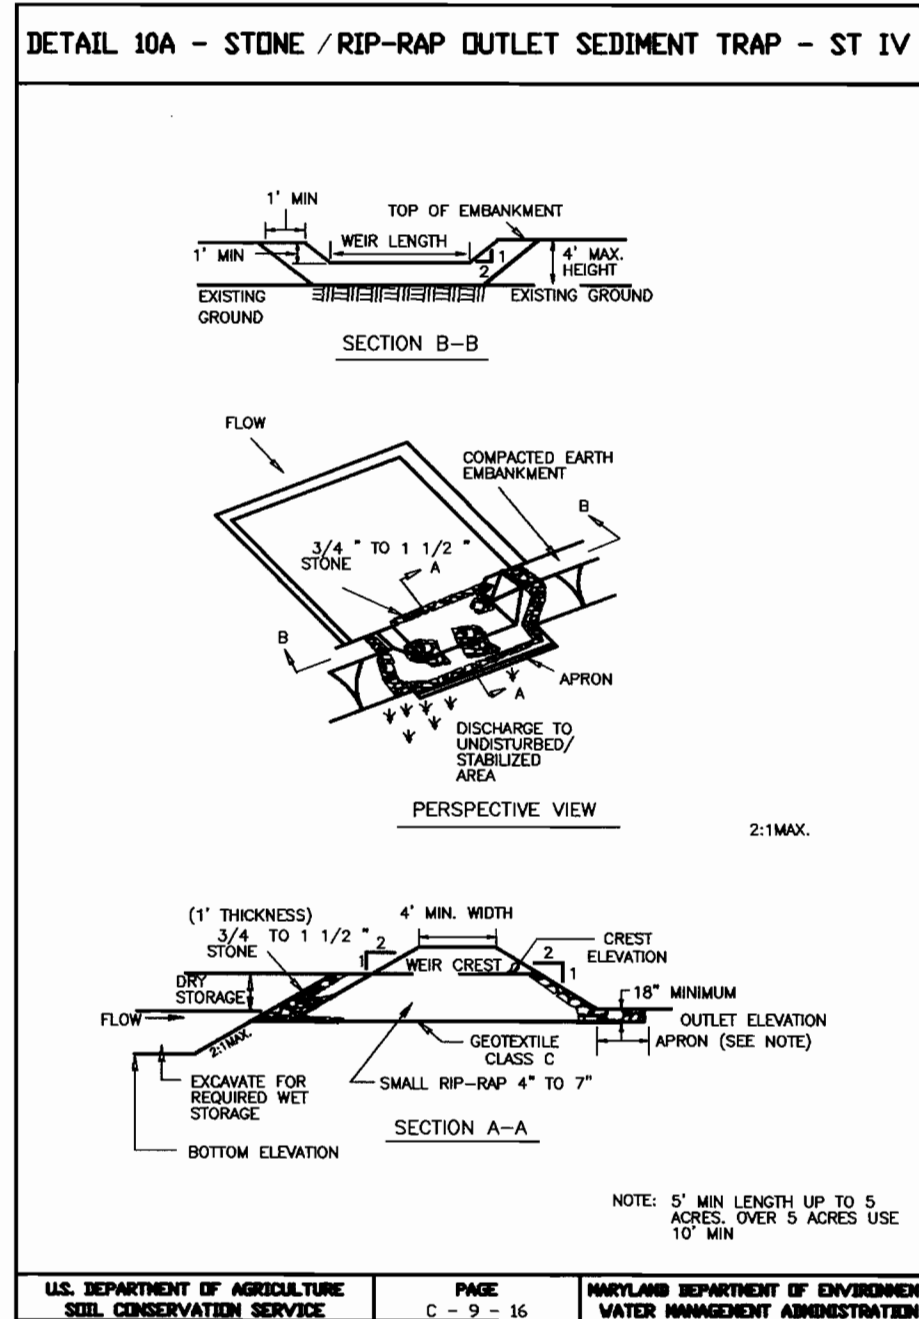 DETAIL 10A - STONE / RIP-RAP OUTLET SEDIMENT TRAP - ST IV
1' MIN
TOP OF EMBANKMENT
WEIR LENGTH
1' MIN
1
2
4' MAX.
HEIGHT
EXISTING
GROUND
EXISTING GROUND
SECTION B-B
FLOW
COMPACTED EARTH
EMBANKMENT
B
3/4 " TO 1 1/2 "
STONE
A
B
APRON
A
DISCHARGE TO
UNDISTURBED/
STABILIZED
AREA
PERSPECTIVE VIEW
2:1MAX.
(1' THICKNESS)
3/4 TO 1 1/2 "
STONE
4' MIN. WIDTH
2
1
WEIR CREST
2
1
CREST
ELEVATION
DRY
STORAGE
18" MINIMUM
FLOW
OUTLET ELEVATION
2:1MAX.
GEOTEXTILE
CLASS C
APRON (SEE NOTE)
EXCAVATE FOR
REQUIRED WET
STORAGE
SMALL RIP-RAP 4" TO 7"
SECTION A-A
BOTTOM ELEVATION
NOTE: 5' MIN LENGTH UP TO 5
ACRES. OVER 5 ACRES USE
10' MIN
U.S. DEPARTMENT OF AGRICULTURE
SOIL CONSERVATION SERVICE
PAGE
C - 9 - 16
MARYLAND DEPARTMENT OF ENVIRONMEN
WATER MANAGEMENT ADMINISTRATION